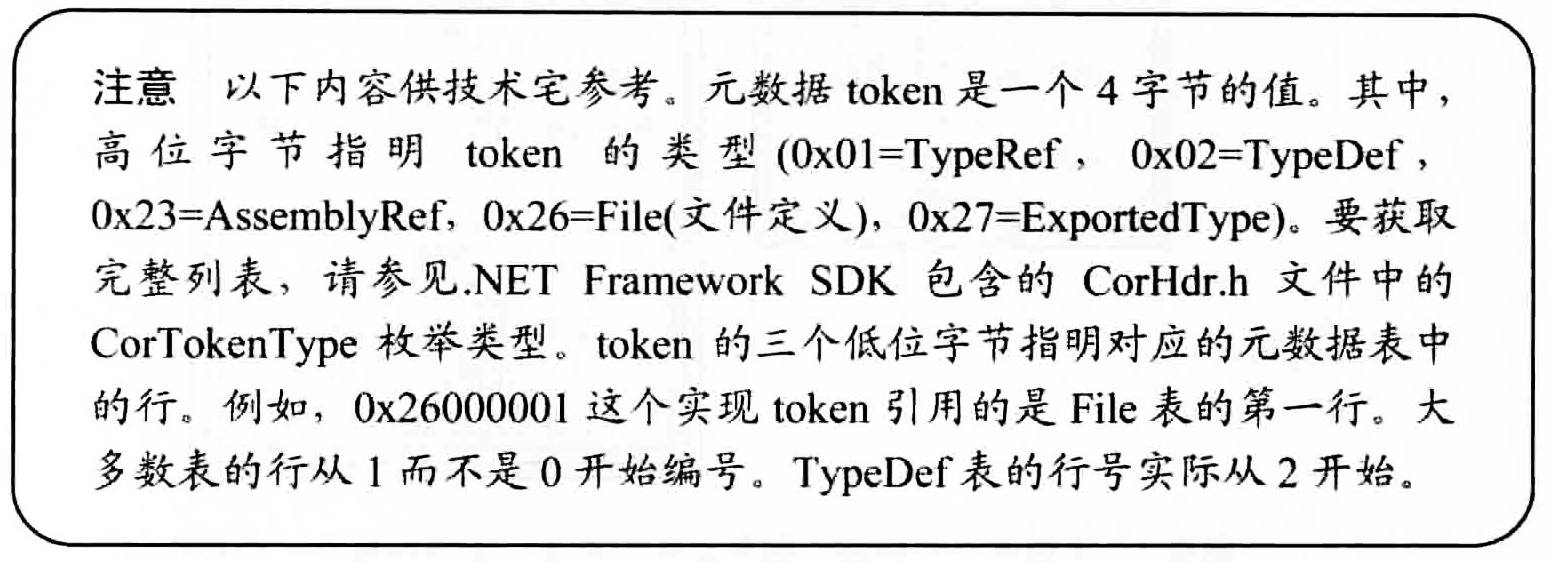 注意 以下内容供技术宅参考。元数据 token 是一个 4 字节的值。其中，
高位字节指明 token 的类型(0x01=TypeRef， 0x02=TypeDef，
0x23=AssemblyRef, 0x26=File(文件定义), 0x27=ExportedType)。要获取
完整列表，请参见.NET Framework SDK 包含的 CorHdr.h 文件中的
CorTokenType 枚举类型。token 的三个低位字节指明对应的元数据表中
的行。例如，0x26000001 这个实现 token 引用的是 File 表的第一行。大
多数表的行从 1 而不是 0 开始编号。TypeDef 表的行号实际从 2 开始。